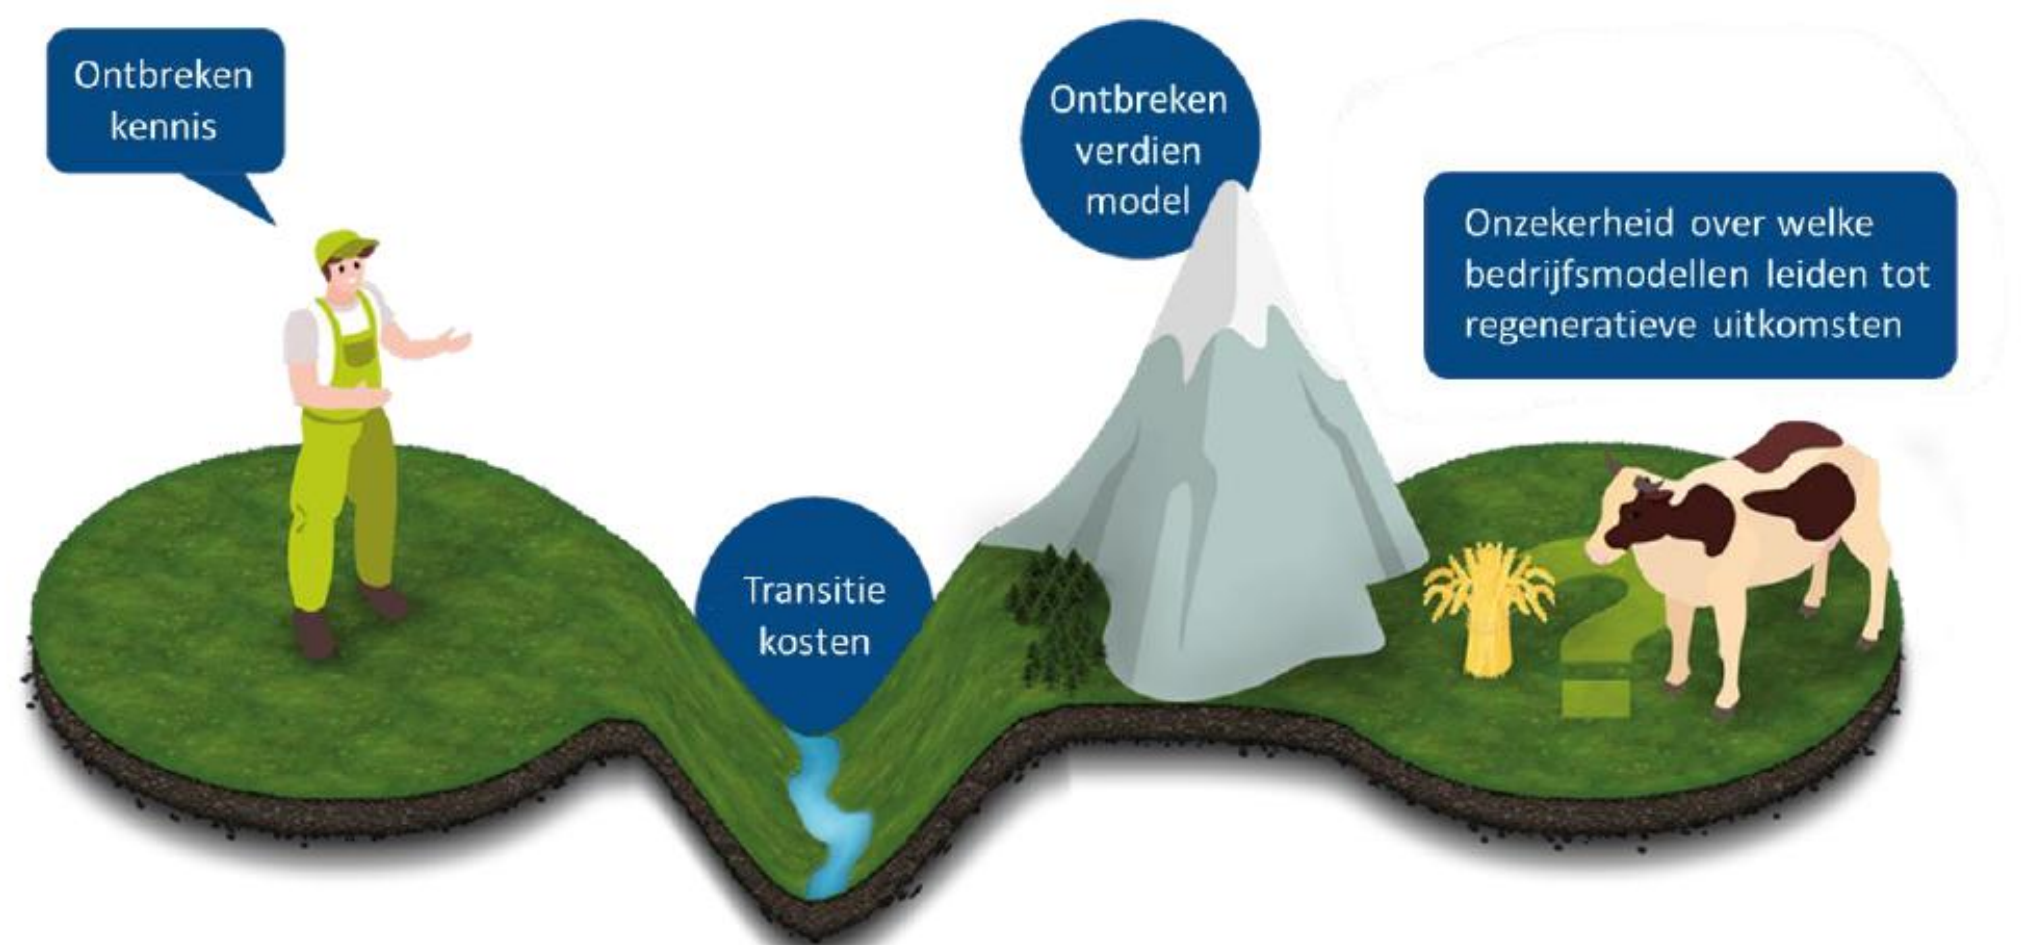 Ontbreken
kennis
Ontbreken
verdien
model
Onzekerheid over welke
bedrijfsmodellen leiden tot
regeneratieve uitkomsten
Transitie
kosten
?